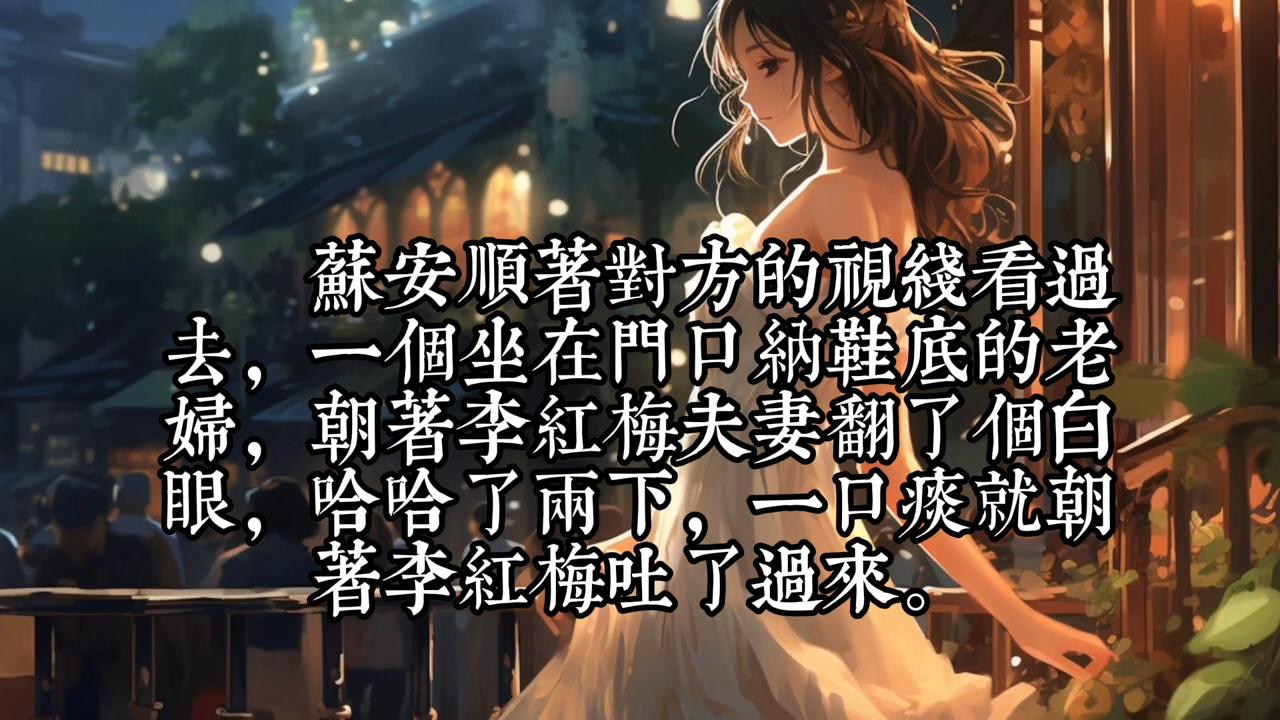 蘇安順著對方的視綫看過
去，一個坐在門口納鞋底的老
婦，朝著李紅梅夫妻翻了個白
眼，哈哈了兩下，一口痰就朝
著李紅梅吐了過來。